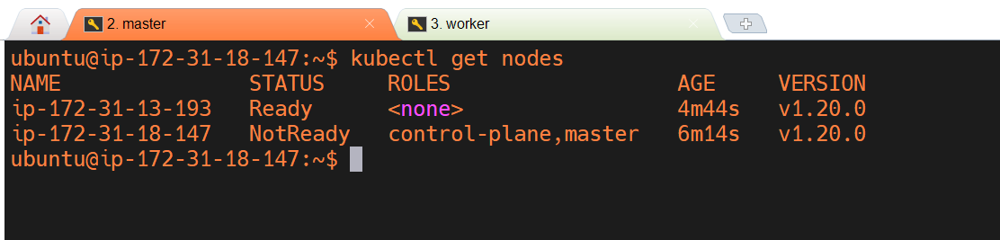 2. master
3. worker
ubuntu@ip-172-31-18-147:~$ kubectl get nodes
NAME STATUS ROLES AGE VERSION
ip-172-31-13-193 Ready <none> 4m44s v1.20.0
ip-172-31-18-147 NotReady control-plane,master 6m14s v1.20.0
ubuntu@ip-172-31-18-147:~$